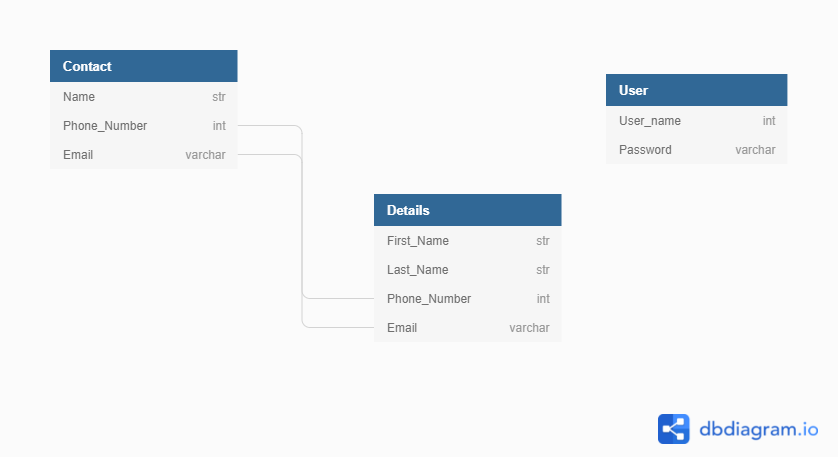 Contact
Name str
Phone_Number int
Email varchar
User
User_name int
Password varchar
Details
First_Name str
Last_Name str
Phone_Number int
Email varchar
dbdiagram.io